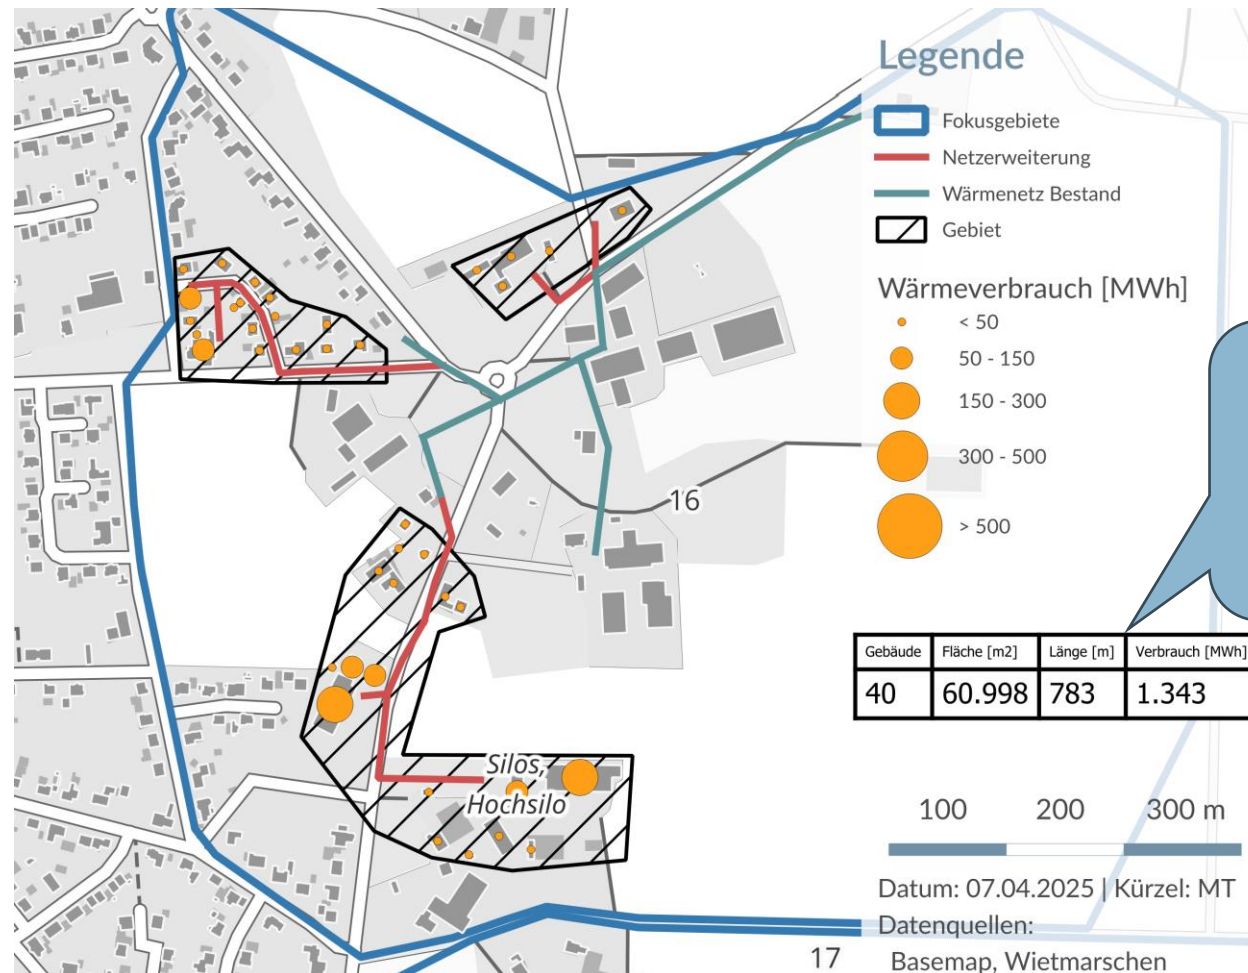 Legende
Fokusgebiete
Netzerweiterung
Wärmenetz Bestand
Gebiet
Wärmeverbrauch [MWh]
< 50
50 - 150
150 - 300
300 - 500
> 500
16
Gebäude Fläche [m2] Länge [m] Verbrauch [MWh]
40 60.998 783 1.343
Silos,
Hochsilo
100 200 300 m
Datum: 07.04.2025 | Kürzel: MT
Datenquellen:
17 Basemap, Wietmarschen